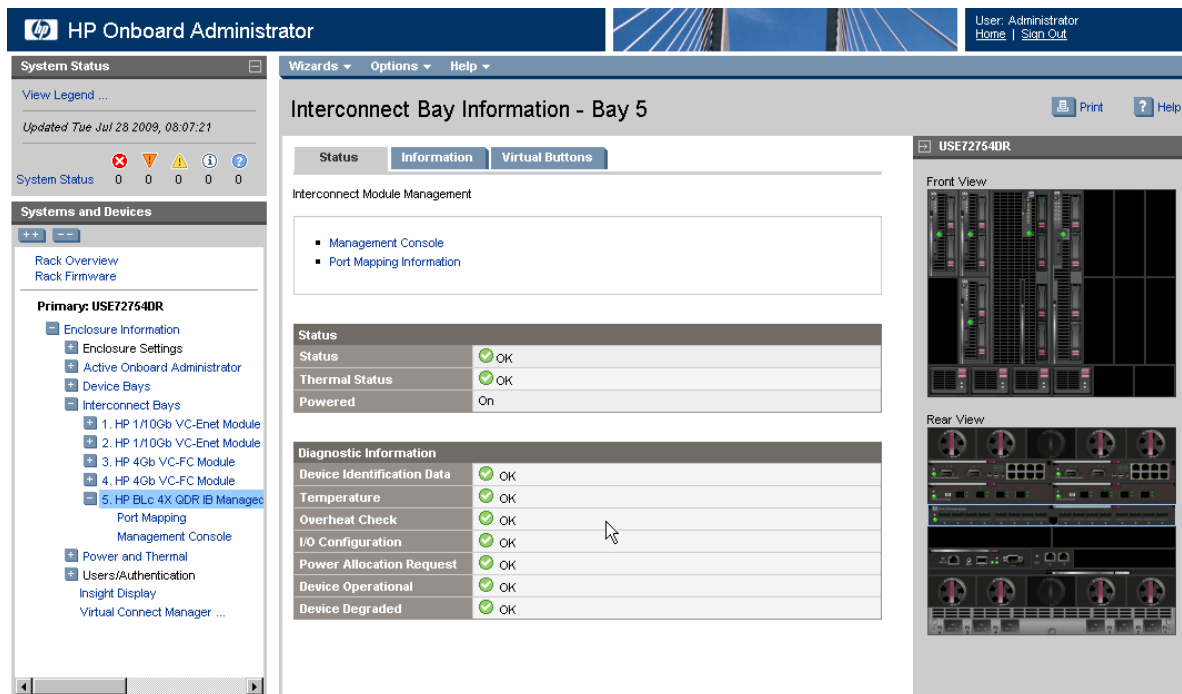 hp HP Onboard Administrator
User: Administrator
Home | Sign Out
System Status
View Legend ...
Updated Tue Jul 28 2009, 08:07:21
System Status 0 0 0 0 0
Systems and Devices
++ --
Rack Overview
Rack Firmware
Primary: USE72754DR
Enclosure Information
Enclosure Settings
Active Onboard Administrator
Device Bays
Interconnect Bays
1. HP 1/10Gb VC-Enet Module
2. HP 1/10Gb VC-Enet Module
3. HP 4Gb VC-FC Module
4. HP 4Gb VC-FC Module
5. HP BLc 4X QDR IB Managed
Port Mapping
Management Console
Power and Thermal
Users/Authentication
Insight Display
Virtual Connect Manager ...
Wizards Options Help
Interconnect Bay Information - Bay 5
Print ? Help
Status Information Virtual Buttons
Interconnect Module Management
Management Console
Port Mapping Information
Status
Status OK
Thermal Status OK
Powered On
Diagnostic Information
Device Identification Data OK
Temperature OK
Overheat Check OK
I/O Configuration OK
Power Allocation Request OK
Device Operational OK
Device Degraded OK
USE72754DR
Front View
Rear View